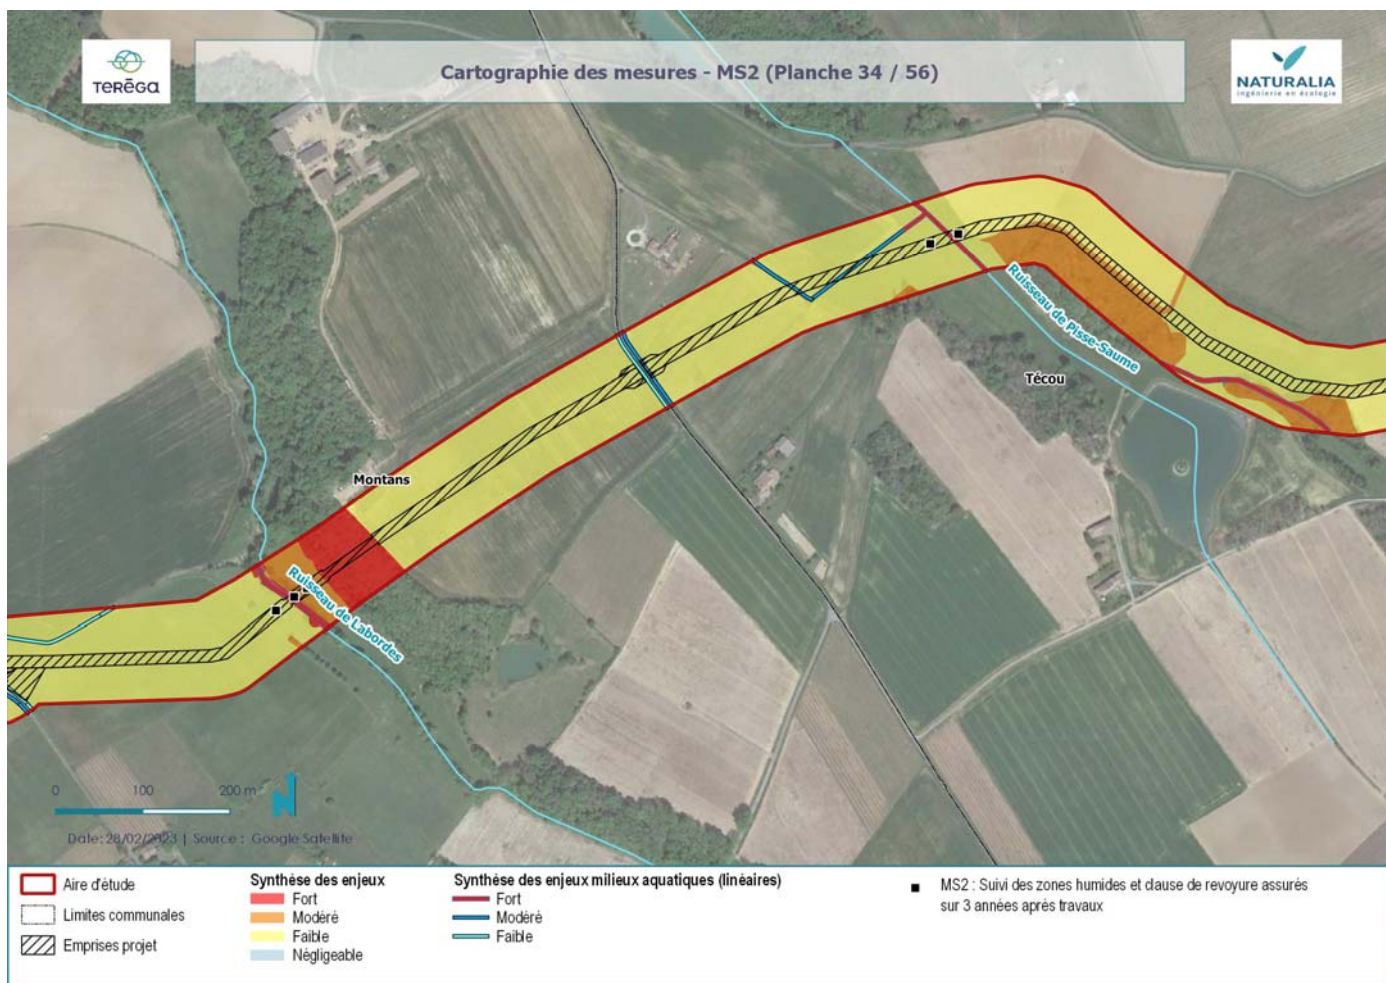 TERĒGA
Cartographie des mesures - MS2 (Planche 34 / 56)
NATURALIA
ingénierie en écologie
Ruisseau de Pisse-Saume
Técou
Montans
Ruisseau de Labordes
0 100 200 m
N
Date: 28/02/2023 | Source : Google Satellite
Aire d'étude
Limites communales
Emprises projet
Synthèse des enjeux
Fort
Modéré
Faible
Négligeable
Synthèse des enjeux milieux aquatiques (linéaires)
Fort
Modéré
Faible
MS2 : Suivi des zones humides et clause de revoyure assurés
sur 3 années après travaux